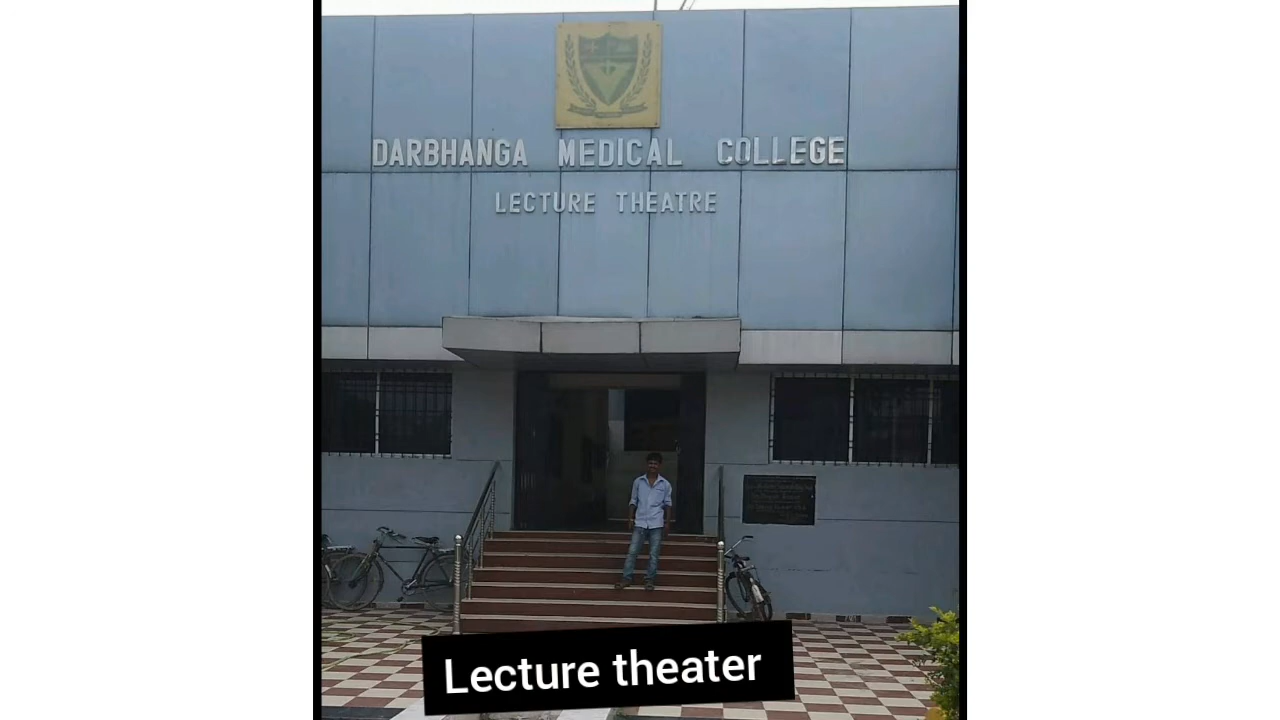 DARBHANGA MEDICAL COLLEGE
LECTURE THEATRE
Lecture theater